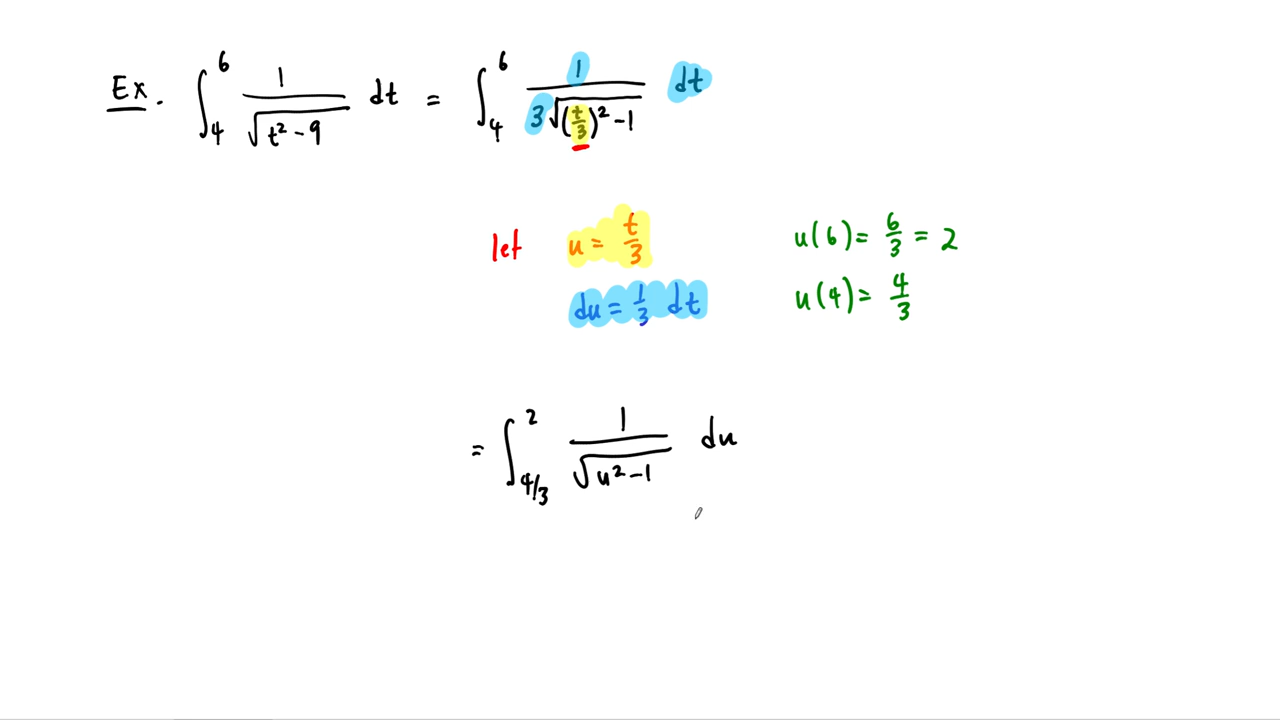 Ex. ∫₄⁶ 1/√(t² - 9) dt = ∫₄⁶ 1/(3√((t/3)² - 1)) dt
let u = t/3 u(6) = 6/3 = 2
du = 1/3 dt u(4) = 4/3
= ∫_{4/3}^{2} 1/√(u² - 1) du